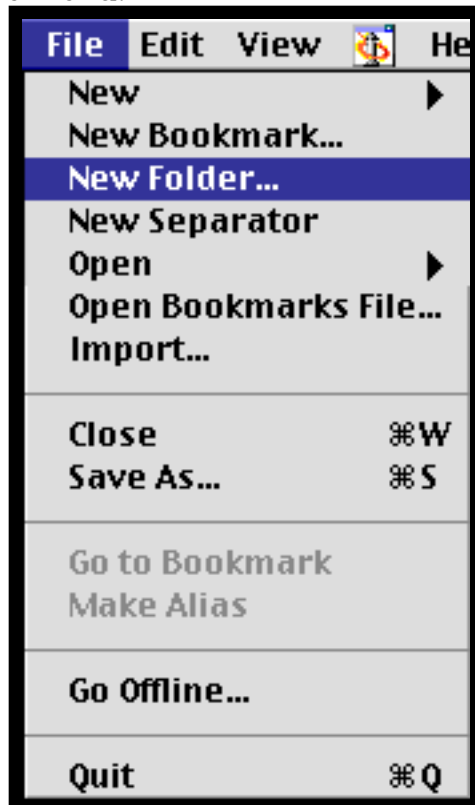 File Edit View He
New
New Bookmark...
New Folder...
New Separator
Open
Open Bookmarks File...
Import...
Close ⌘W
Save As... ⌘S
Go to Bookmark
Make Alias
Go Offline...
Quit ⌘Q